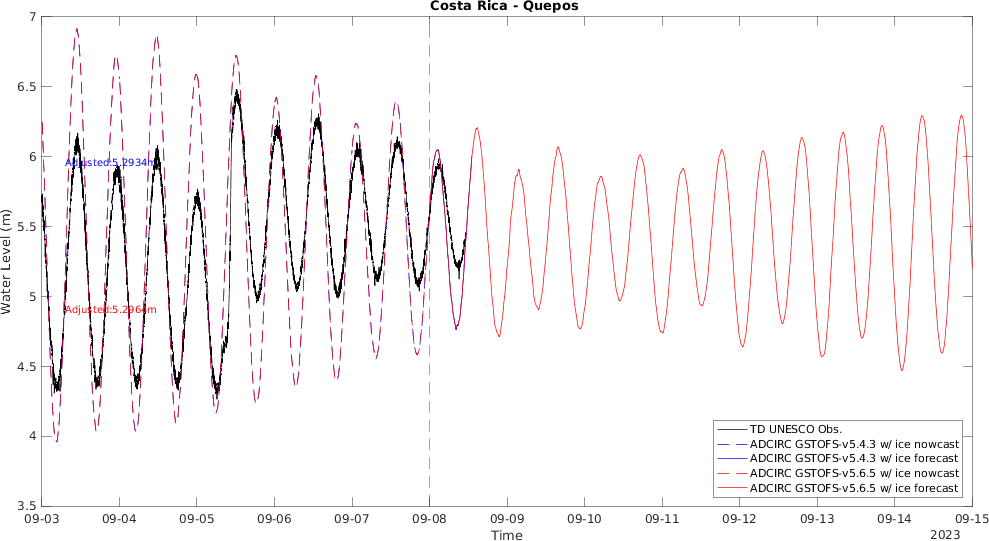 Costa Rica - Quepos
7
6.5
6
5.5
5
4.5
4
3.5
Water Level (m)
Adjusted:5.2934m
Adjusted:5.2964m
TD UNESCO Obs.
ADCIRC GSTOFS-v5.4.3 w/ ice nowcast
ADCIRC GSTOFS-v5.4.3 w/ ice forecast
ADCIRC GSTOFS-v5.6.5 w/ ice nowcast
ADCIRC GSTOFS-v5.6.5 w/ ice forecast
09-03 09-04 09-05 09-06 09-07 09-08 09-09 09-10 09-11 09-12 09-13 09-14 09-15
Time
2023